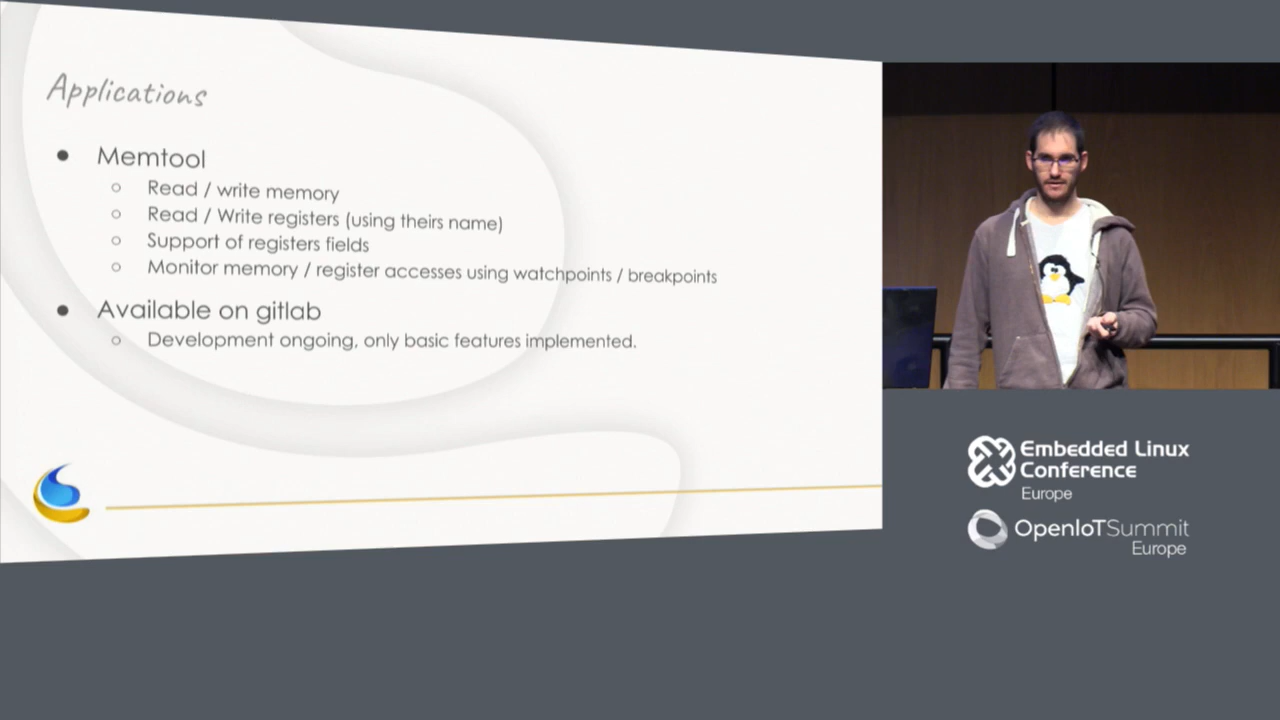 Applications
● Memtool
○ Read / write memory
○ Read / Write registers (using theirs name)
○ Support of registers fields
○ Monitor memory / register accesses using watchpoints / breakpoints
● Available on gitlab
○ Development ongoing, only basic features implemented.
Embedded Linux
Conference
Europe
OpenIoTSummit
Europe